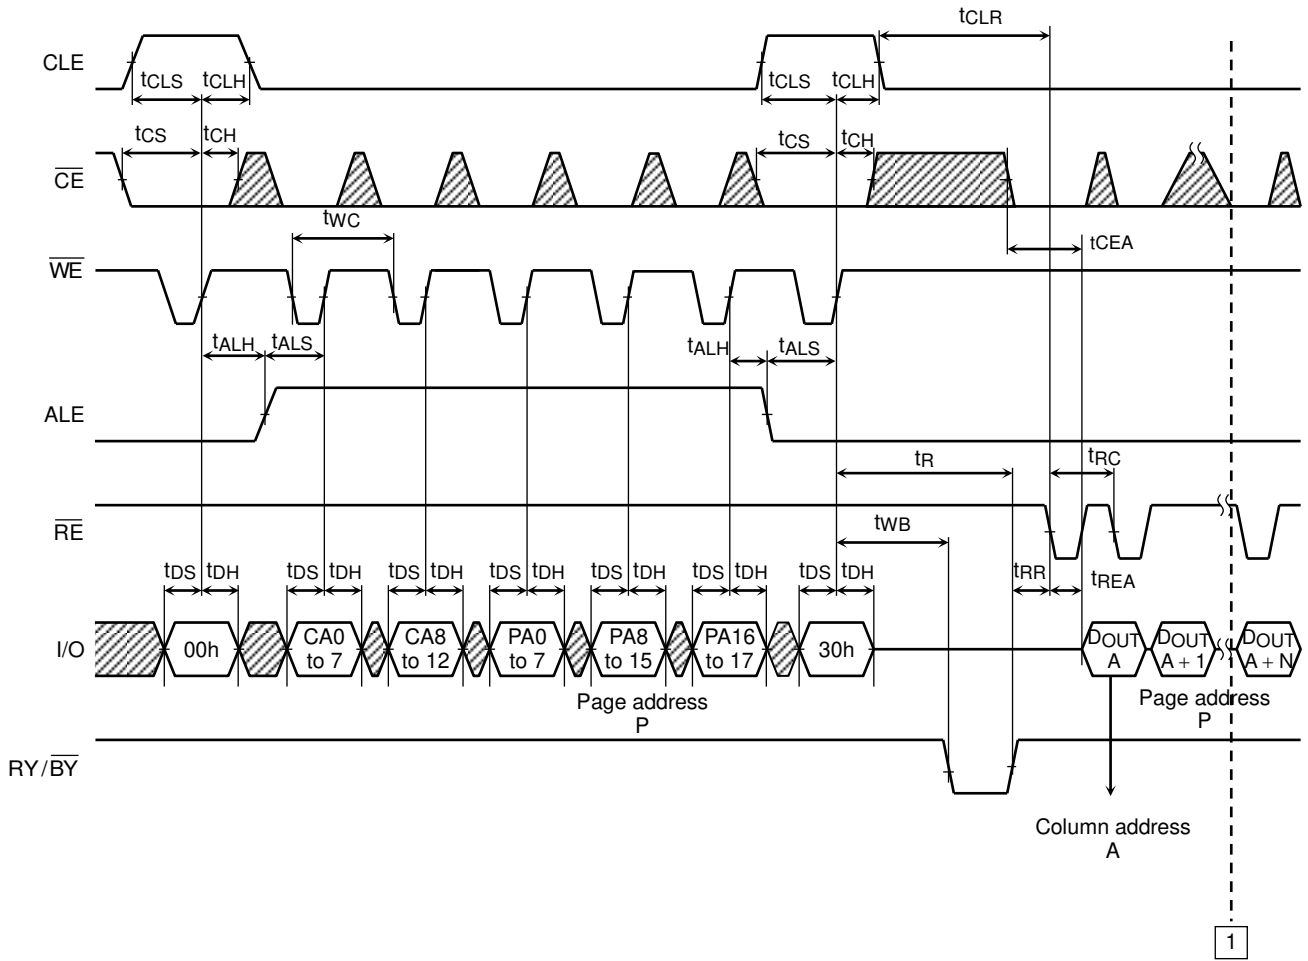 tCLR
CLE
tCLS tCLH tCLS tCLH
tCS tCH tCS tCH
CE
tWC
tCEA
WE
tALH tALS tALH tALS
ALE
tR tRC
RE
tWB
tDS tDH tDS tDH tDS tDH tDS tDH tDS tDH tDS tDH tDS tDH tRR tREA
I/O
00h
CA0
to 7
CA8
to 12
PA0
to 7
PA8
to 15
PA16
to 17
30h
DOUT
A
DOUT
A + 1
DOUT
A + N
Page address
P
Page address
P
RY/BY
Column address
A
1